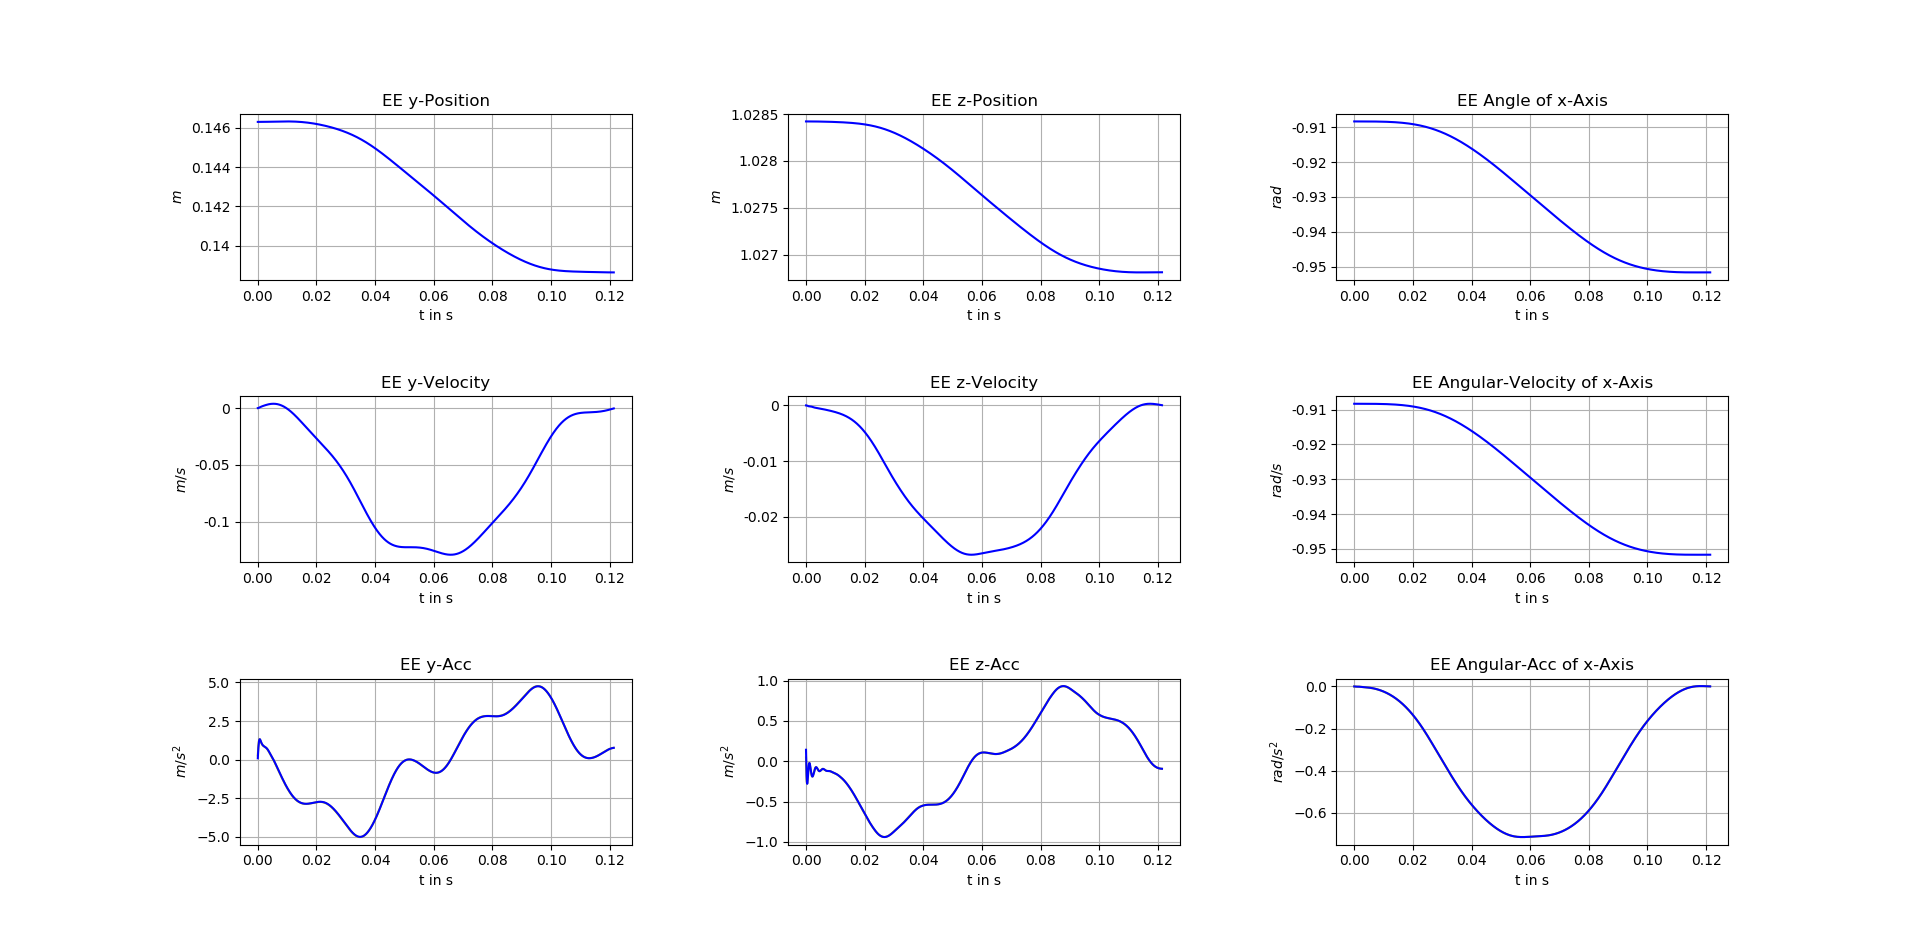 EE y-Position EE z-Position EE Angle of x-Axis
0.146 1.0285 -0.91
0.144 1.028 -0.92
0.142 1.0275 -0.93
0.14 1.027 -0.94
-0.95
m m rad
0.00 0.02 0.04 0.06 0.08 0.10 0.12 0.00 0.02 0.04 0.06 0.08 0.10 0.12 0.00 0.02 0.04 0.06 0.08 0.10 0.12
t in s t in s t in s
EE y-Velocity EE z-Velocity EE Angular-Velocity of x-Axis
0 0 -0.91
-0.05 -0.01 -0.92
-0.1 -0.02 -0.93
-0.94
-0.95
m/s m/s rad/s
0.00 0.02 0.04 0.06 0.08 0.10 0.12 0.00 0.02 0.04 0.06 0.08 0.10 0.12 0.00 0.02 0.04 0.06 0.08 0.10 0.12
t in s t in s t in s
EE y-Acc EE z-Acc EE Angular-Acc of x-Axis
5.0 1.0 0.0
2.5 0.5 −0.2
0.0 0.0 −0.4
−2.5 −0.5 −0.6
−5.0 −1.0
m/s² m/s² rad/s²
0.00 0.02 0.04 0.06 0.08 0.10 0.12 0.00 0.02 0.04 0.06 0.08 0.10 0.12 0.00 0.02 0.04 0.06 0.08 0.10 0.12
t in s t in s t in s